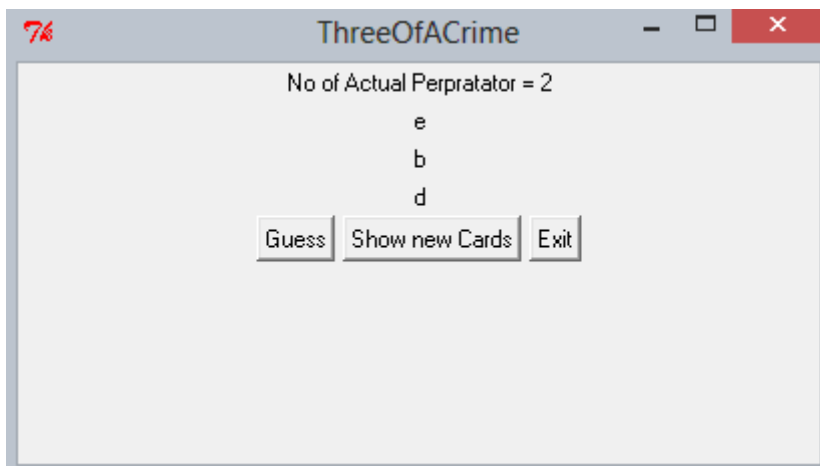 ThreeOfACrime
No of Actual Perpratator = 2
e
b
d
Guess Show new Cards Exit